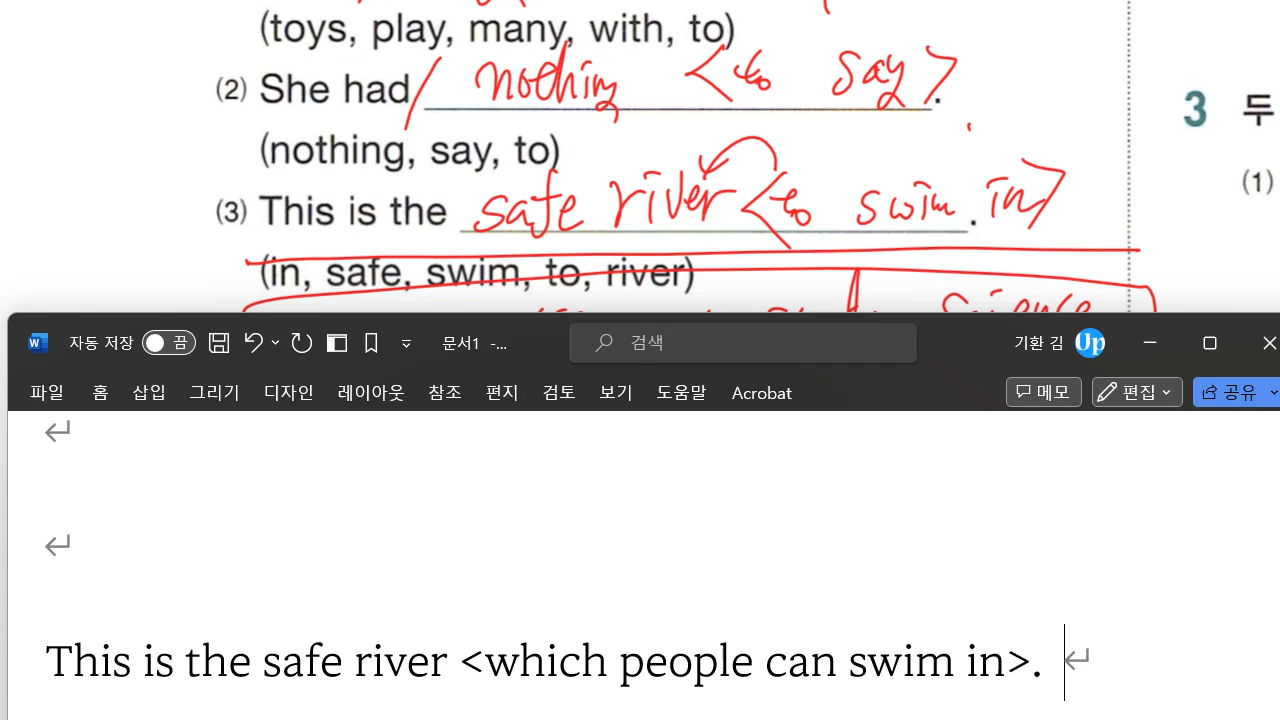 (toys, play, many, with, to)
(2) She had / nothing <to say>.
(nothing, say, to)
3 두
(1)
(3) This is the safe river <to swim in>.
(in, safe, swim, to, river)
science
자동 저장 끔 문서1 -... 검색 기환 김 Up
파일 홈 삽입 그리기 디자인 레이아웃 참조 편지 검토 보기 도움말 Acrobat 메모 편집 공유
This is the safe river <which people can swim in>.